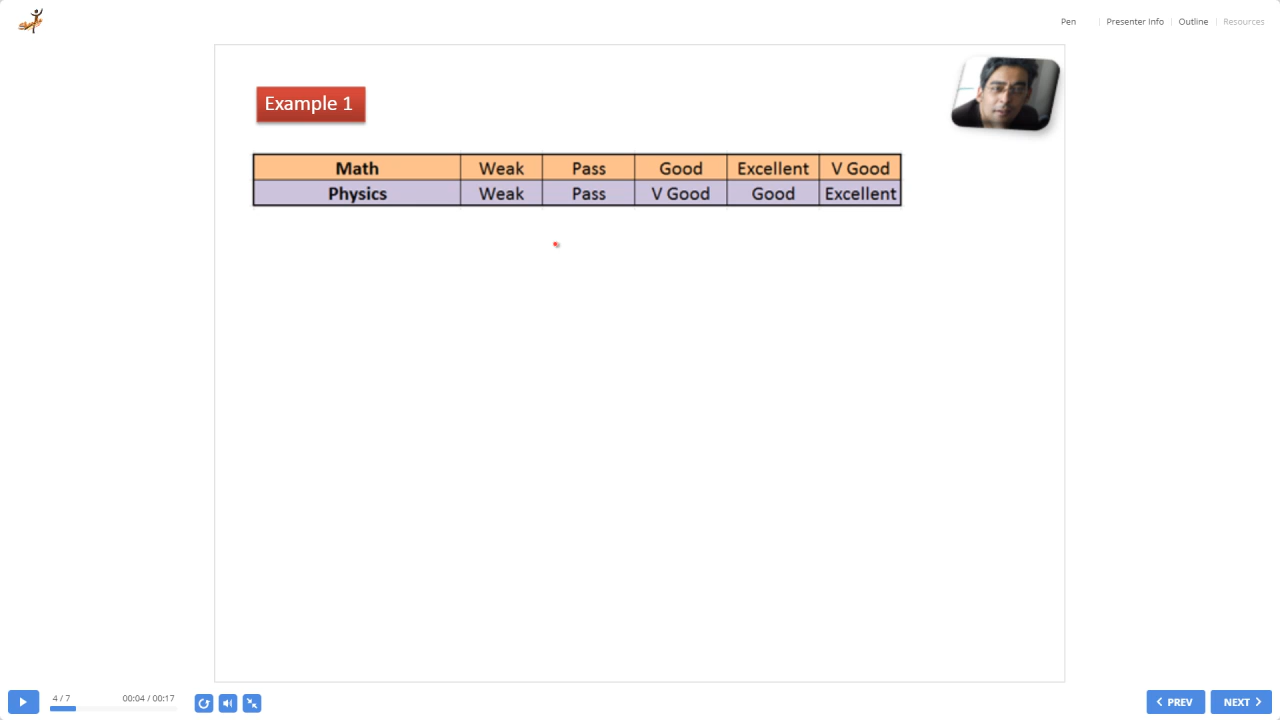 Pen Presenter Info Outline Resources
Example 1
Math Weak Pass Good Excellent V Good
Physics Weak Pass V Good Good Excellent
4 / 7 00:04 / 00:17 PREV NEXT